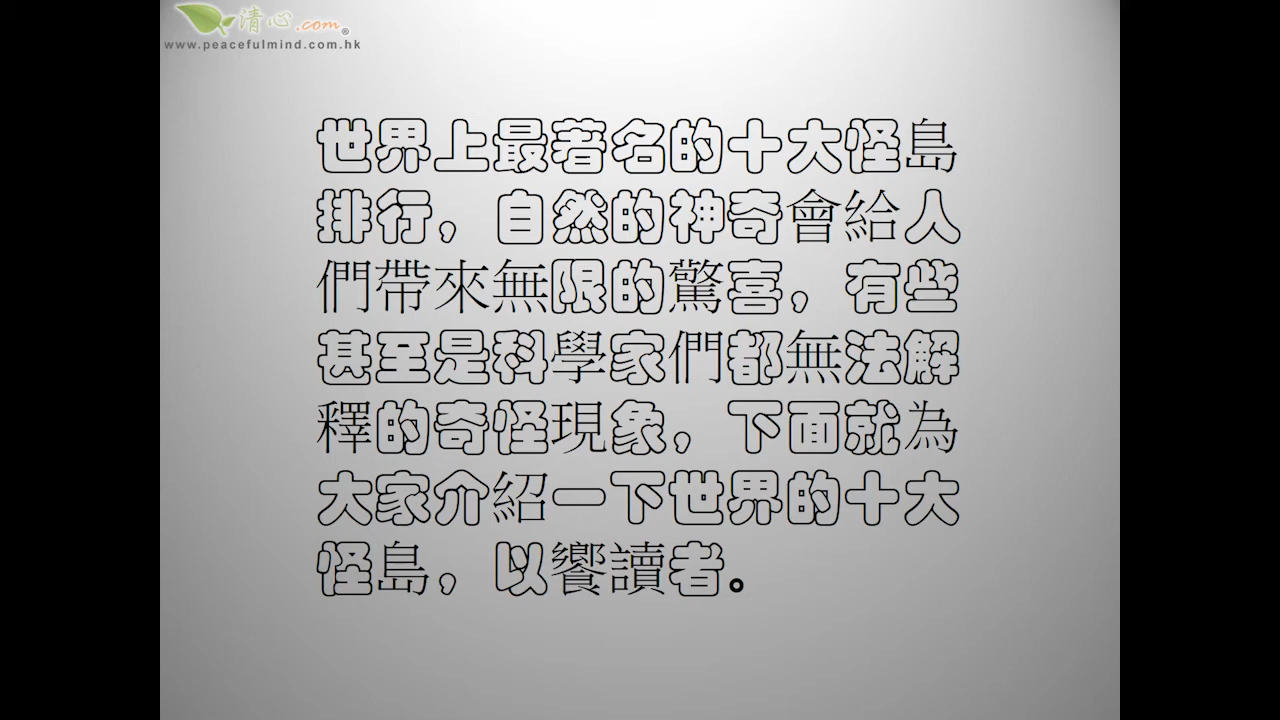 清心.com®
www.peacefulmind.com.hk
世界上最著名的十大怪島
排行，自然的神奇會給人
們帶來無限的驚喜，有些
甚至是科學家們都無法解
釋的奇怪現象，下面就為
大家介紹一下世界的十大
怪島，以饗讀者。